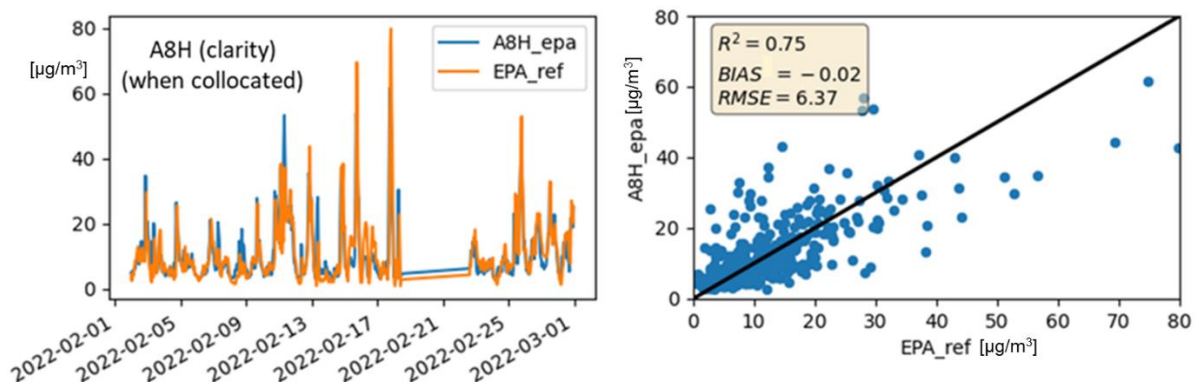 A8H (clarity)
(when collocated)
A8H_epa
EPA_ref
[µg/m³]
80
60
40
20
0
2022-02-01
2022-02-05
2022-02-09
2022-02-13
2022-02-17
2022-02-21
2022-02-25
2022-03-01
R² = 0.75
BIAS = −0.02
RMSE = 6.37
A8H_epa [µg/m³]
80
60
40
20
0
0 10 20 30 40 50 60 70 80
EPA_ref [µg/m³]